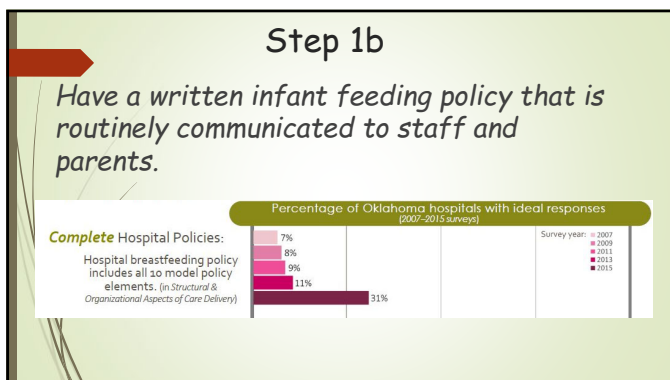 Step 1b
Have a written infant feeding policy that is
routinely communicated to staff and
parents.
Percentage of Oklahoma hospitals with ideal responses
(2007–2015 surveys)
Complete Hospital Policies:
Hospital breastfeeding policy
includes all 10 model policy
elements. (in Structural &
Organizational Aspects of Care Delivery)
7%
8%
9%
11%
31%
Survey year:
2007
2009
2011
2013
2015